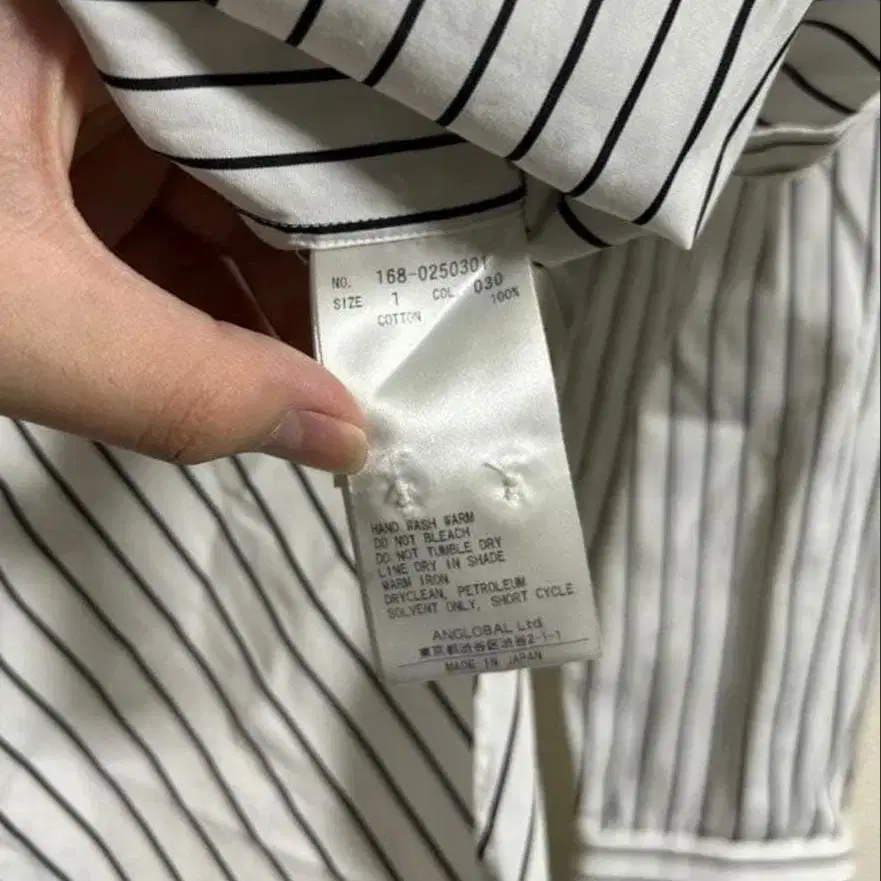 NO. 168-0250301
SIZE 1 COL 030
COTTON 100%
HAND WASH WARM
DO NOT BLEACH
DO NOT TUMBLE DRY
LINE DRY IN SHADE
WARM IRON
DRYCLEAN, PETROLEUM
SOLVENT ONLY, SHORT CYCLE
ANGLOBAL Ltd
東京都渋谷区渋谷2-1-1
MADE IN JAPAN